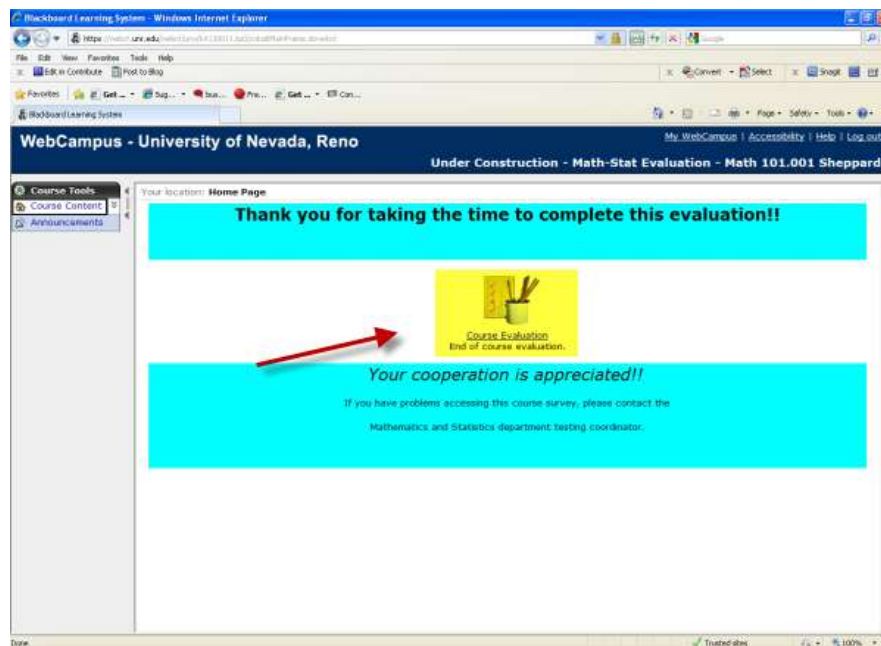 Blackboard Learning System - Windows Internet Explorer
File Edit View Favorites Tools Help
x Edit in Contribute Post to Blog
x Convert Select x Snagit
Favorites Get ... Sug... Get ...
Blackboard Learning System
Page Safety Tools
WebCampus - University of Nevada, Reno
My WebCampus | Accessibility | Help | Log out
Under Construction - Math-Stat Evaluation - Math 101.001 Sheppard
Course Tools
Course Content
Announcements
Your location: Home Page
Thank you for taking the time to complete this evaluation!!
Course Evaluation
End of course evaluation.
Your cooperation is appreciated!!
If you have problems accessing this course survey, please contact the
Mathematics and Statistics department testing coordinator.
Done
Trusted sites
100%